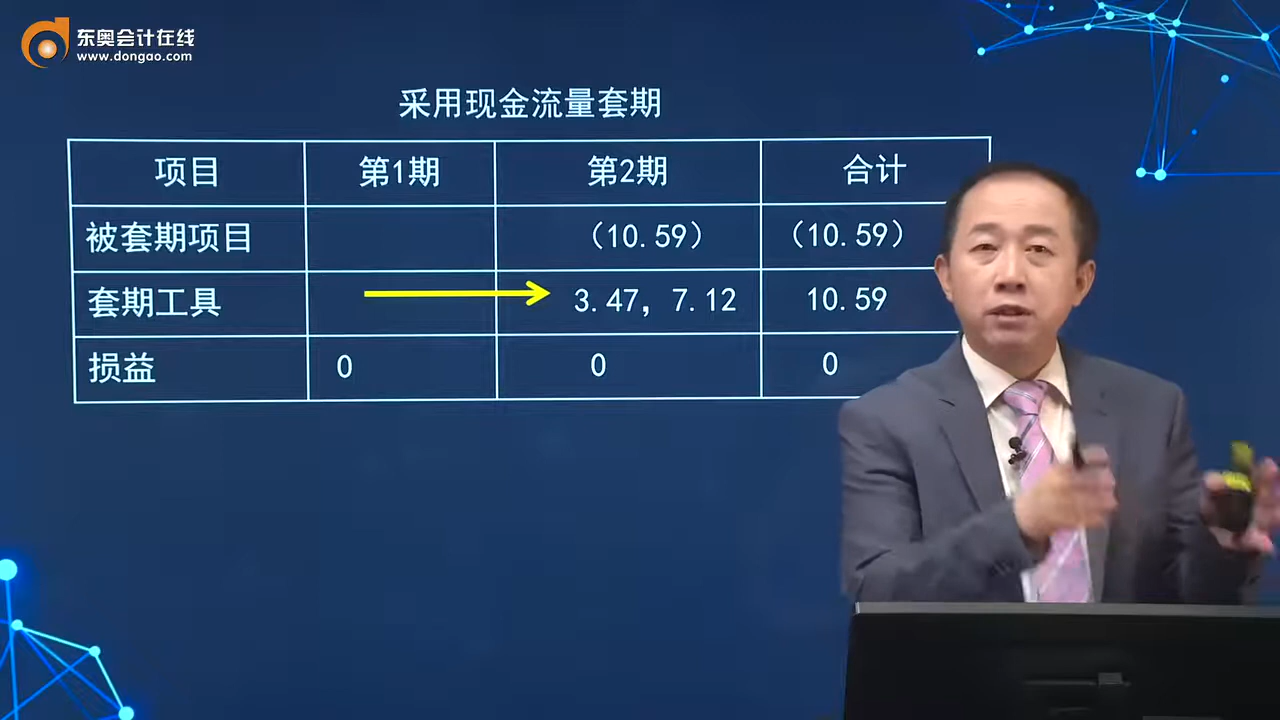 东奥会计在线
www.dongao.com
采用现金流量套期
项目 第1期 第2期 合计
被套期项目 （10.59） （10.59）
套期工具 3.47，7.12 10.59
损益 0 0 0